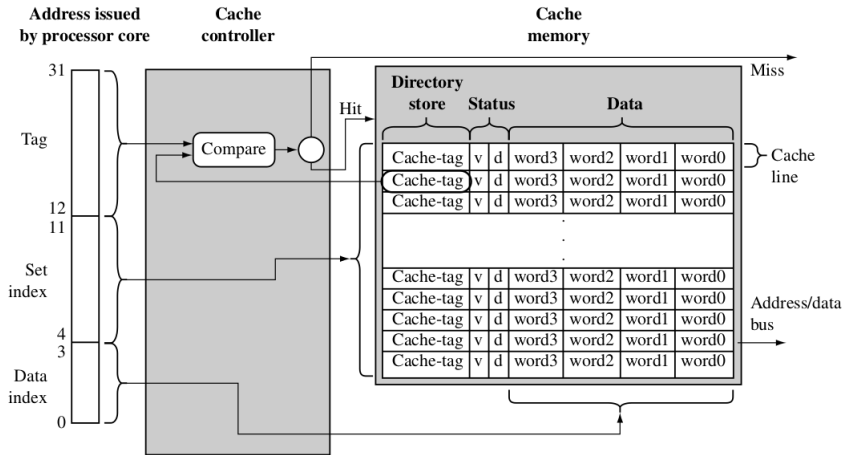 Address issued
by processor core
Cache
controller
Cache
memory
31
Miss
Directory
store
Status
Data
Hit
Tag
Compare
Cache-tag v d word3 word2 word1 word0
Cache
line
Cache-tag v d word3 word2 word1 word0
Cache-tag v d word3 word2 word1 word0
12
11
.
.
.
Set
index
Cache-tag v d word3 word2 word1 word0
Cache-tag v d word3 word2 word1 word0
Cache-tag v d word3 word2 word1 word0
Cache-tag v d word3 word2 word1 word0
Cache-tag v d word3 word2 word1 word0
Address/data
bus
4
3
Data
index
0